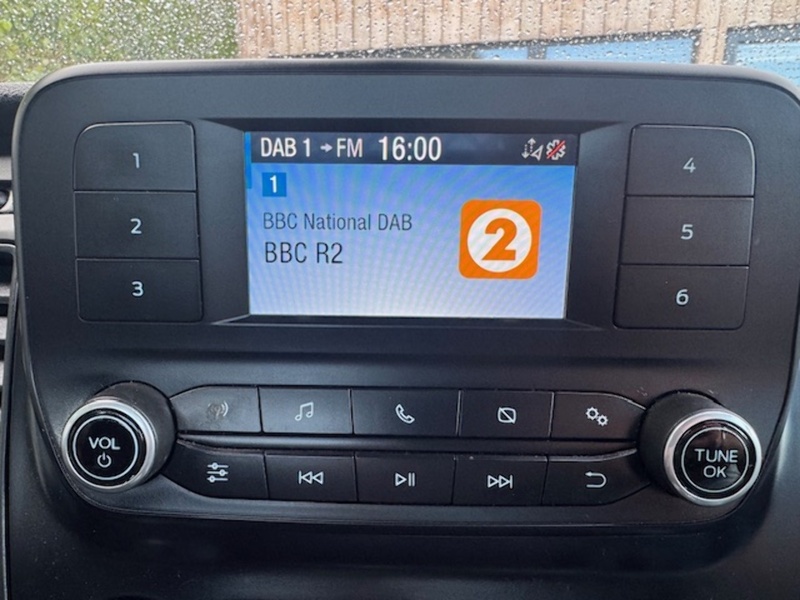 DAB 1 → FM 16:00
1
BBC National DAB
BBC R2
2
1
2
3
4
5
6
VOL
TUNE
OK